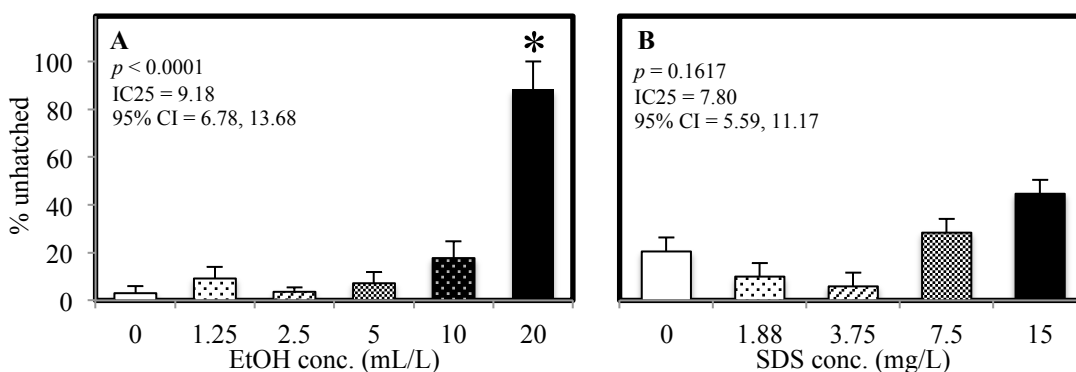 A
p < 0.0001
IC25 = 9.18
95% CI = 6.78, 13.68
*
% unhatched
100
80
60
40
20
0
0 1.25 2.5 5 10 20
EtOH conc. (mL/L)
B
p = 0.1617
IC25 = 7.80
95% CI = 5.59, 11.17
0 1.88 3.75 7.5 15
SDS conc. (mg/L)